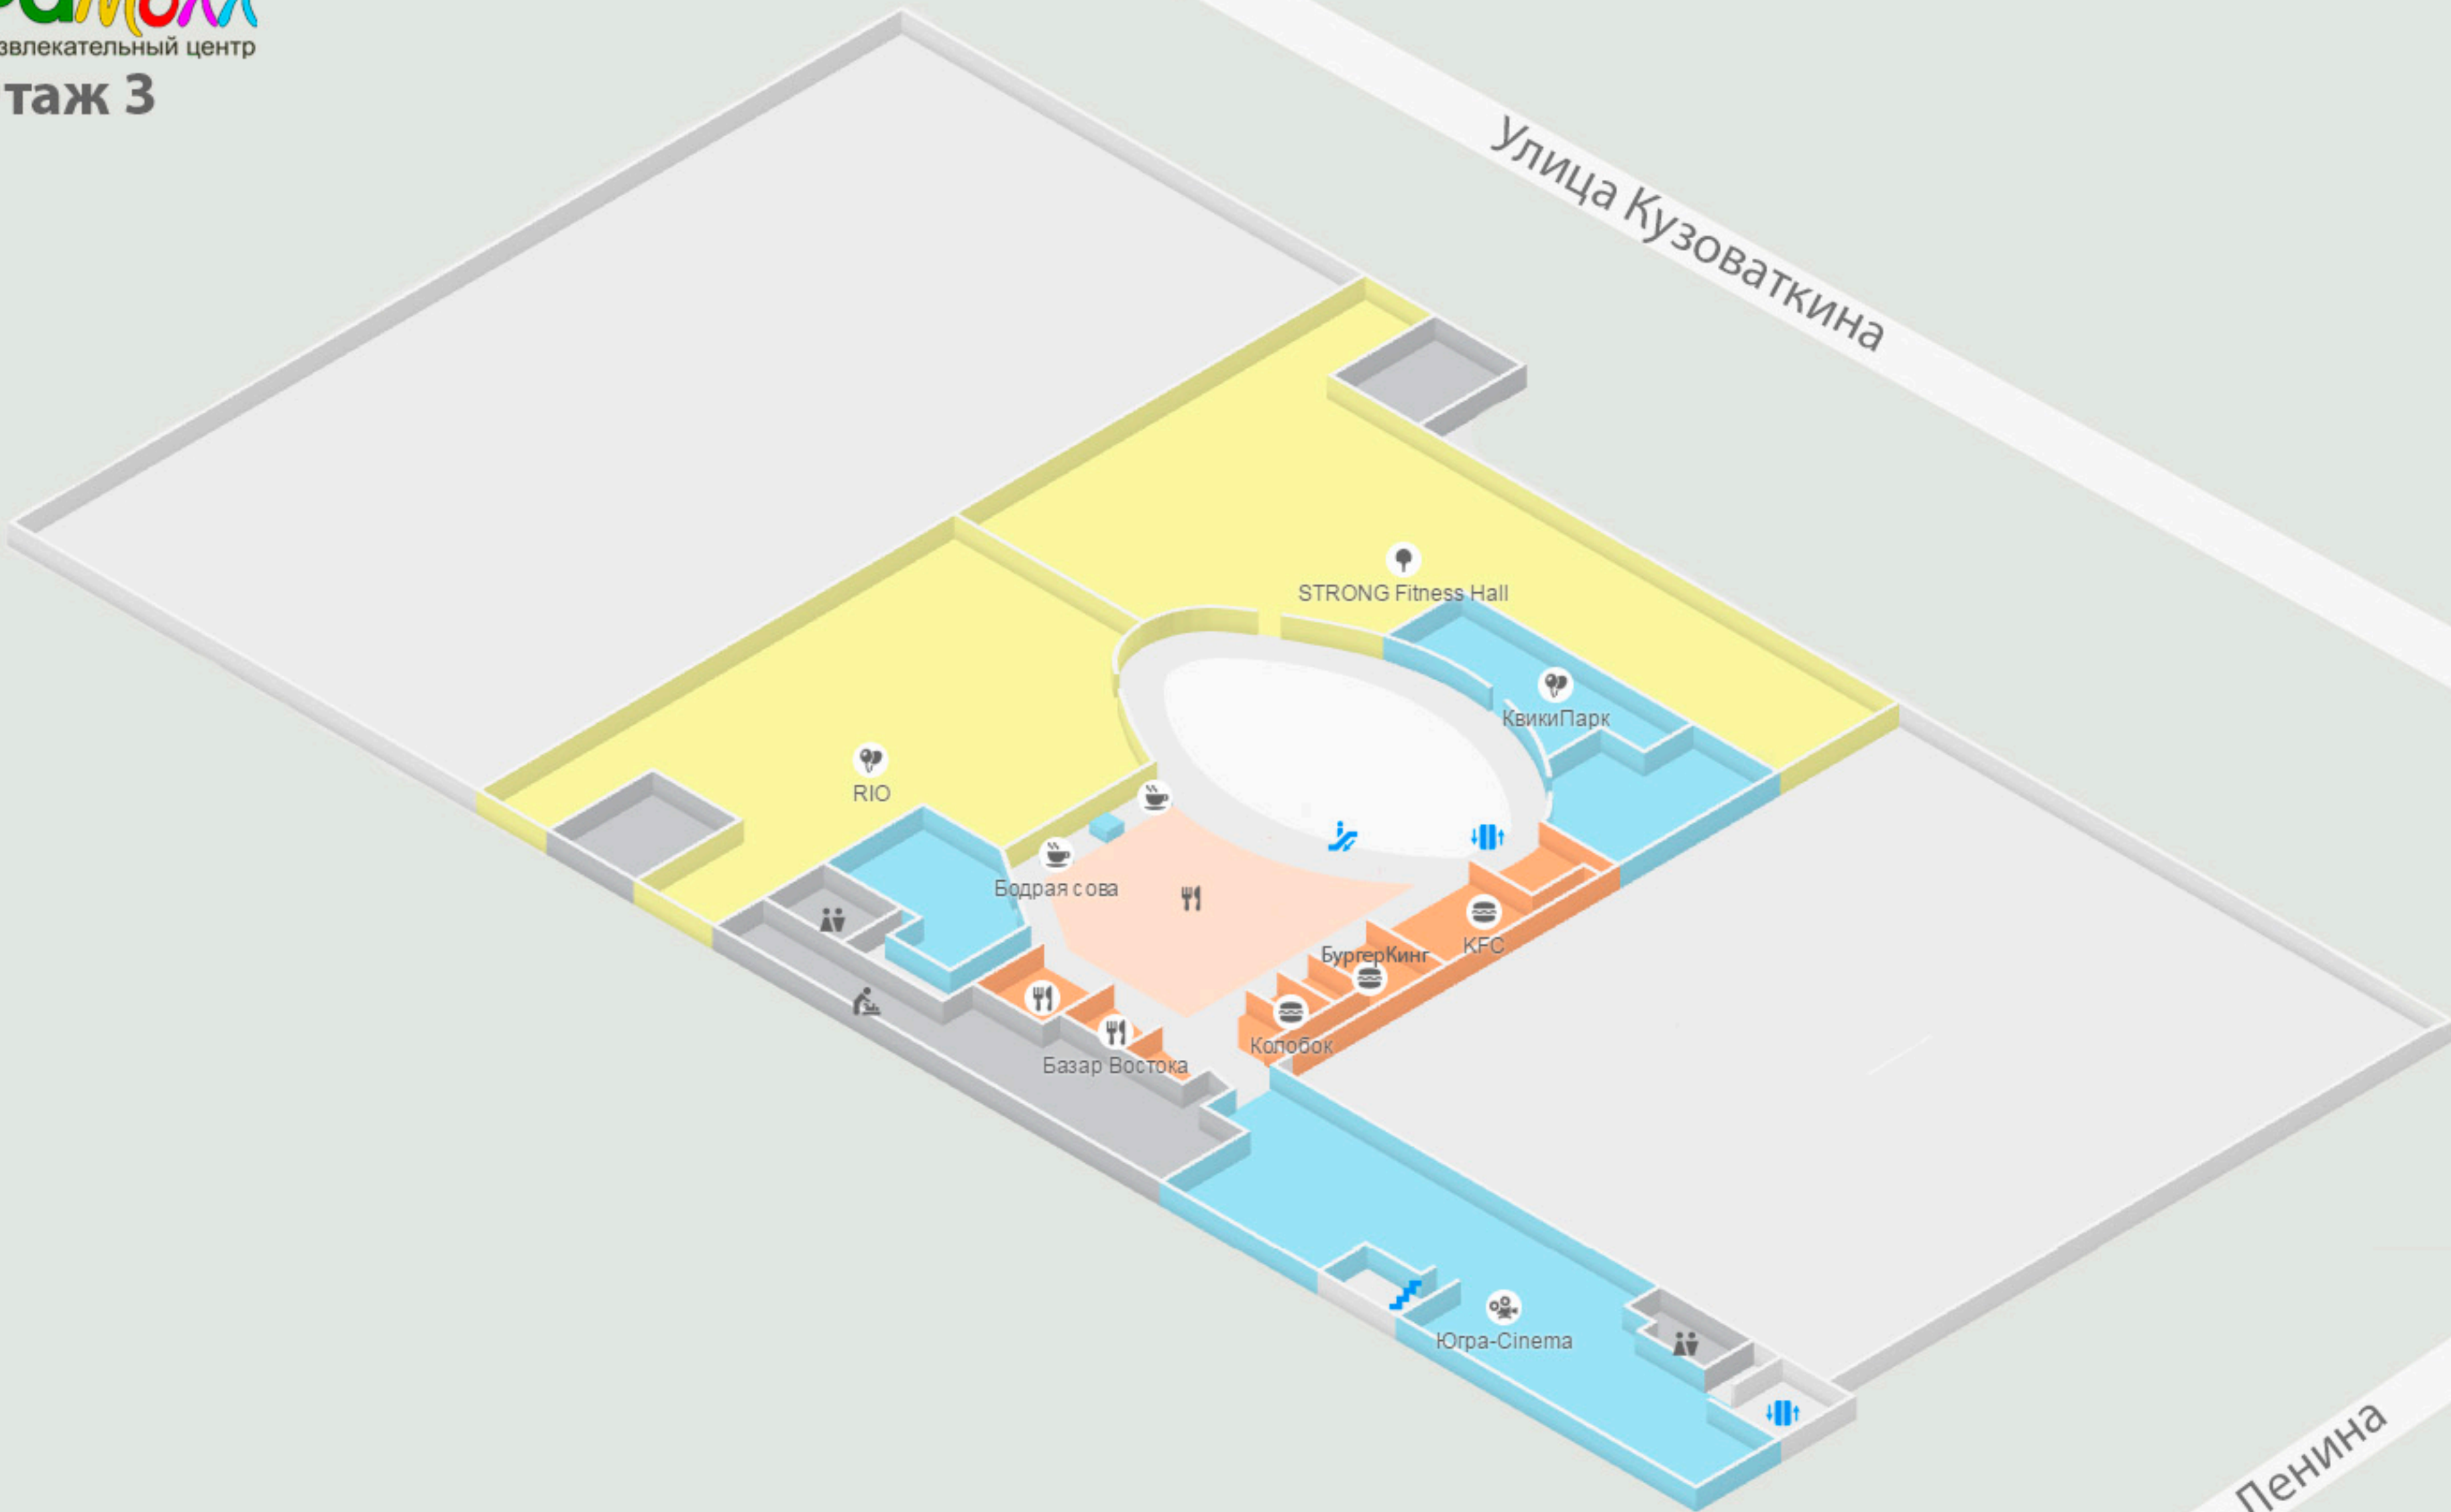 звлекательный центр
таж 3
Улица Кузоваткина
STRONG Fitness Hall
КвикиПарк
RIO
Бодрая сова
БургерКинг
KFC
Колобок
Базар Востока
Югра-Cinema
Ленина